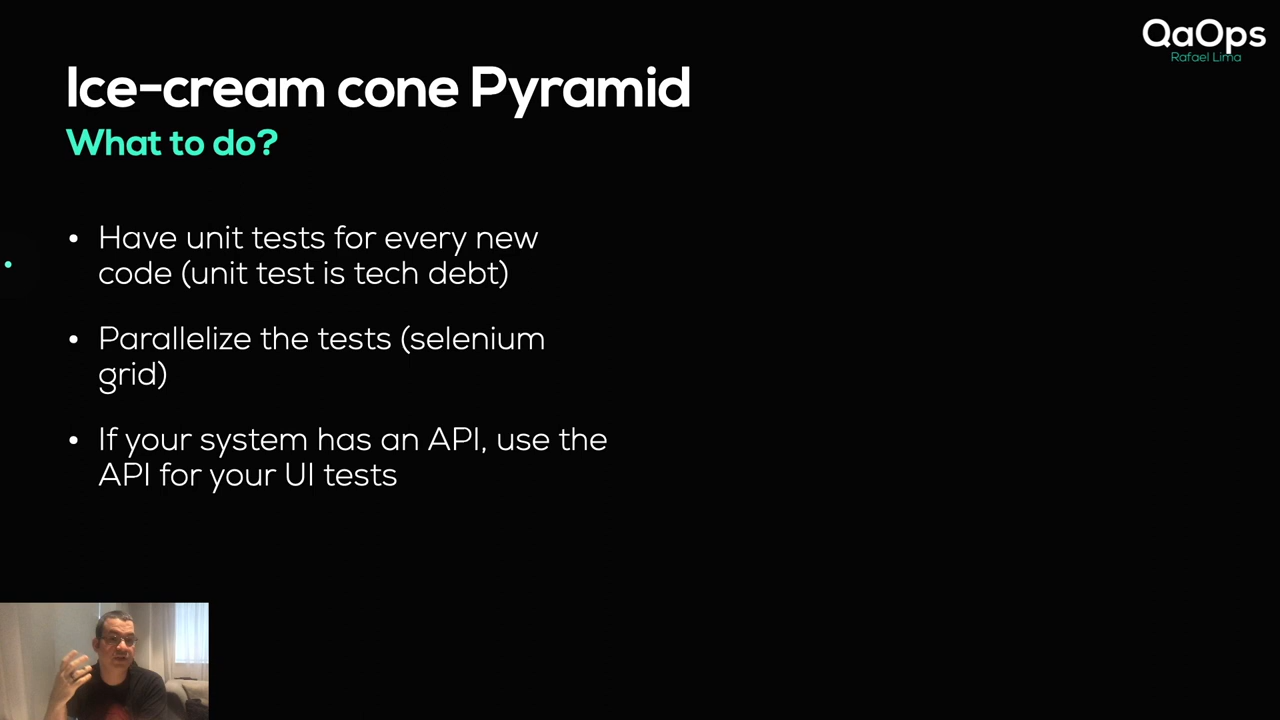 QaOps
Rafael Lima
Ice-cream cone Pyramid
What to do?
• Have unit tests for every new
code (unit test is tech debt)
• Parallelize the tests (selenium
grid)
• If your system has an API, use the
API for your UI tests